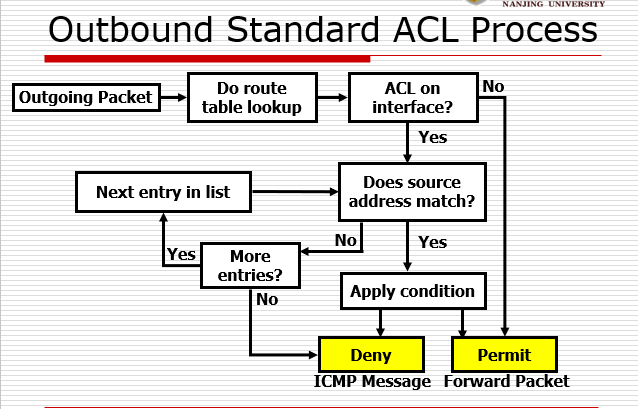 NANJING UNIVERSITY
Outbound Standard ACL Process
Outgoing Packet
Do route
table lookup
ACL on
interface?
No
Yes
Next entry in list
Does source
address match?
No
Yes
Yes
More
entries?
No
Apply condition
Deny
Permit
ICMP Message
Forward Packet